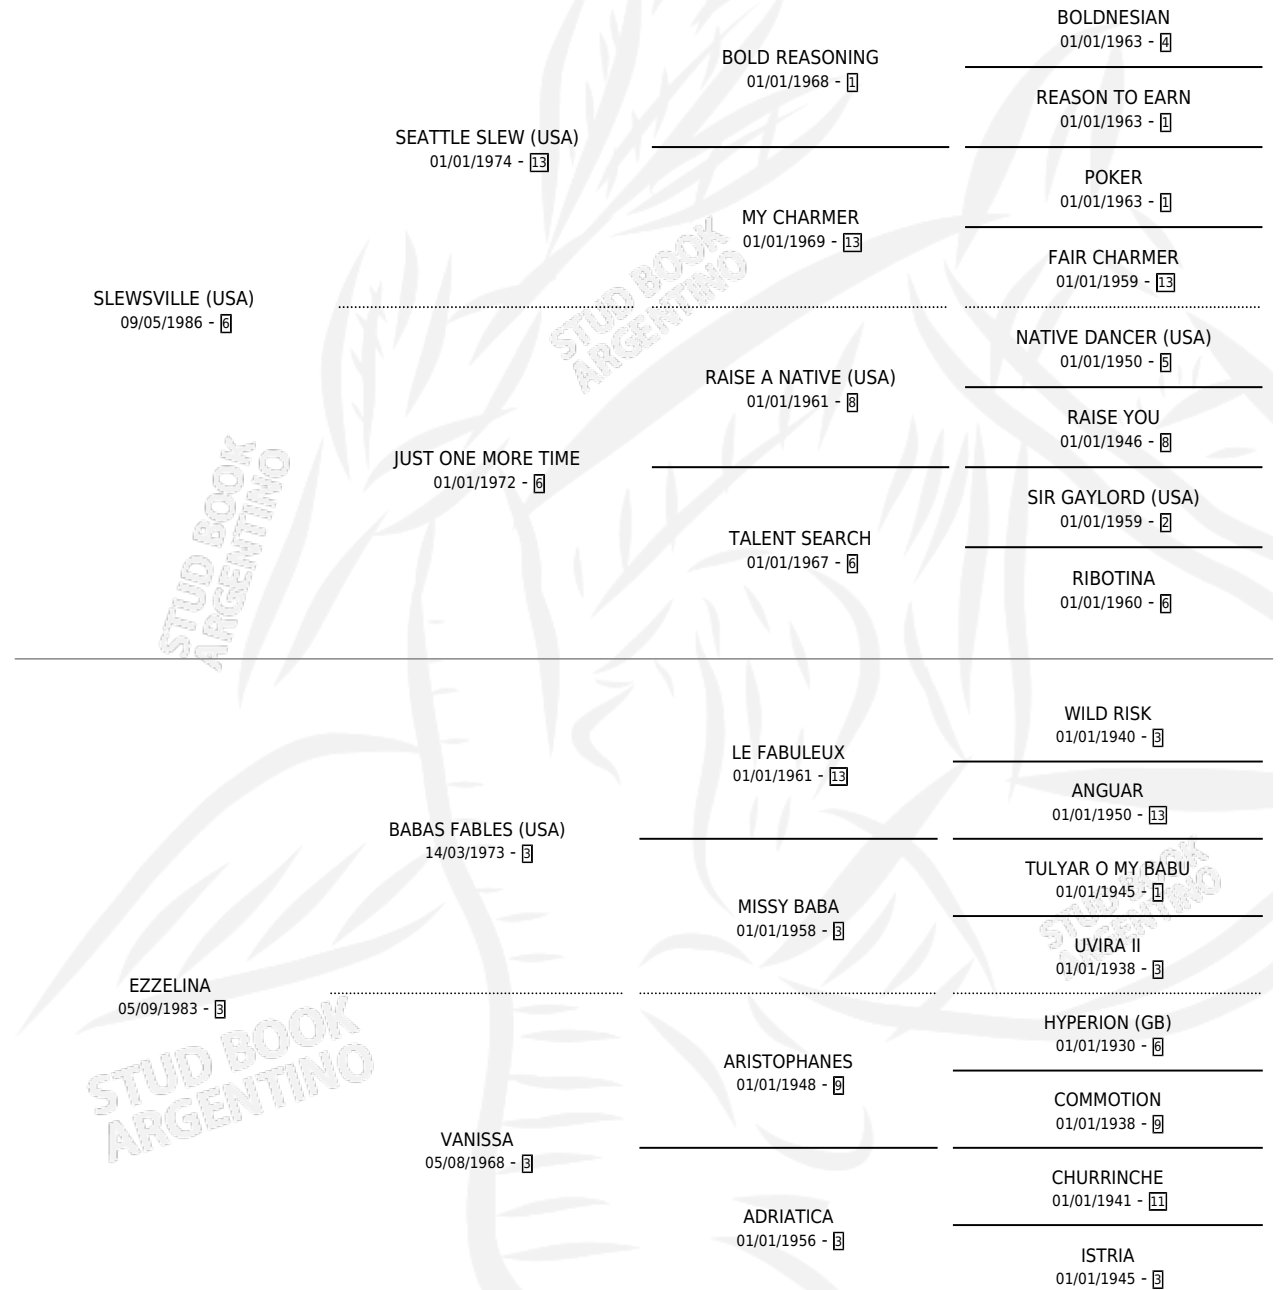 BOLDNESIAN
01/01/1963 - 4
BOLD REASONING
01/01/1968 - 1
REASON TO EARN
01/01/1963 - 1
SEATTLE SLEW (USA)
01/01/1974 - 13
POKER
01/01/1963 - 1
MY CHARMER
01/01/1969 - 13
FAIR CHARMER
01/01/1959 - 13
SLEWSVILLE (USA)
09/05/1986 - 6
NATIVE DANCER (USA)
01/01/1950 - 5
RAISE A NATIVE (USA)
01/01/1961 - 8
RAISE YOU
01/01/1946 - 8
JUST ONE MORE TIME
01/01/1972 - 6
SIR GAYLORD (USA)
01/01/1959 - 2
TALENT SEARCH
01/01/1967 - 6
RIBOTINA
01/01/1960 - 6
WILD RISK
01/01/1940 - 3
LE FABULEUX
01/01/1961 - 13
ANGUAR
01/01/1950 - 13
BABAS FABLES (USA)
14/03/1973 - 3
TULYAR O MY BABU
01/01/1945 - 1
MISSY BABA
01/01/1958 - 3
UVIRA II
01/01/1938 - 3
EZZELINA
05/09/1983 - 3
HYPERION (GB)
01/01/1930 - 6
ARISTOPHANES
01/01/1948 - 9
COMMOTION
01/01/1938 - 9
VANISSA
05/08/1968 - 3
CHURRINCHE
01/01/1941 - 11
ADRIATICA
01/01/1956 - 3
ISTRIA
01/01/1945 - 3
STUD BOOK
ARGENTINO
STUD BOOK
ARGENTINO
STUD BOOK
ARGENTINO
STUD BOOK
ARGENTINO